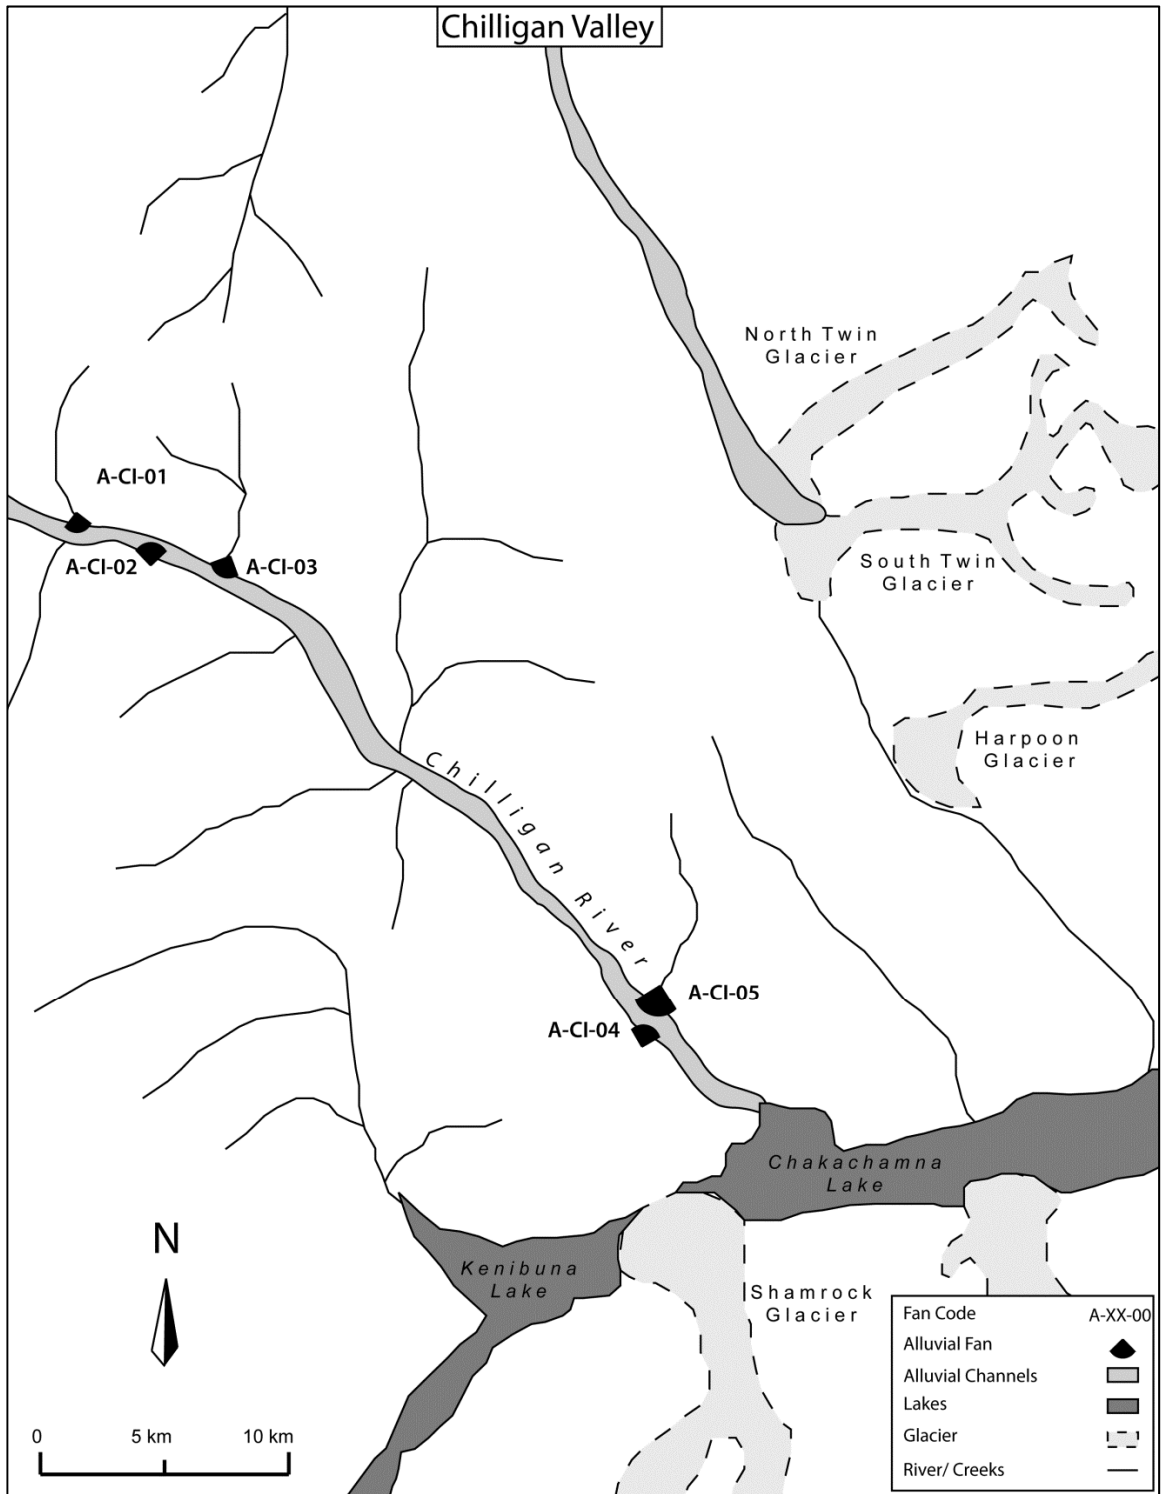 Chilligan Valley
North Twin
Glacier
A-CI-01
A-CI-02
A-CI-03
South Twin
Glacier
Harpoon
Glacier
Chilligan River
A-CI-05
A-CI-04
Chakachamna
Lake
N
Kenibuna
Lake
Shamrock
Glacier
Fan Code A-XX-00
Alluvial Fan
Alluvial Channels
Lakes
Glacier
River/ Creeks
0 5 km 10 km